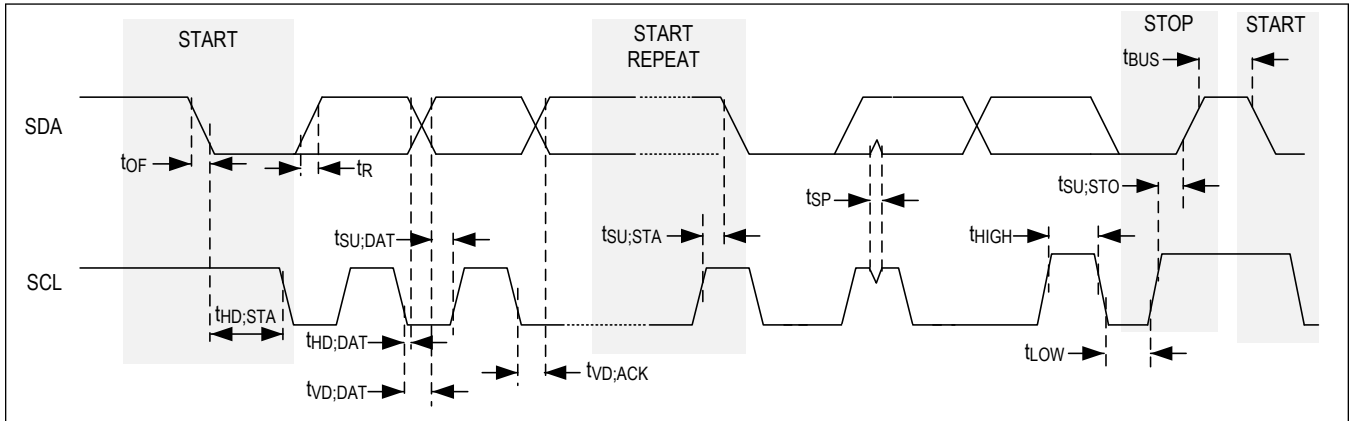 START
START
REPEAT
STOP
START
tBUS
SDA
tOF
tR
tSP
tSU;STO
tSU;DAT
tSU;STA
tHIGH
SCL
tHD;STA
tHD;DAT
tVD;DAT
tVD;ACK
tLOW